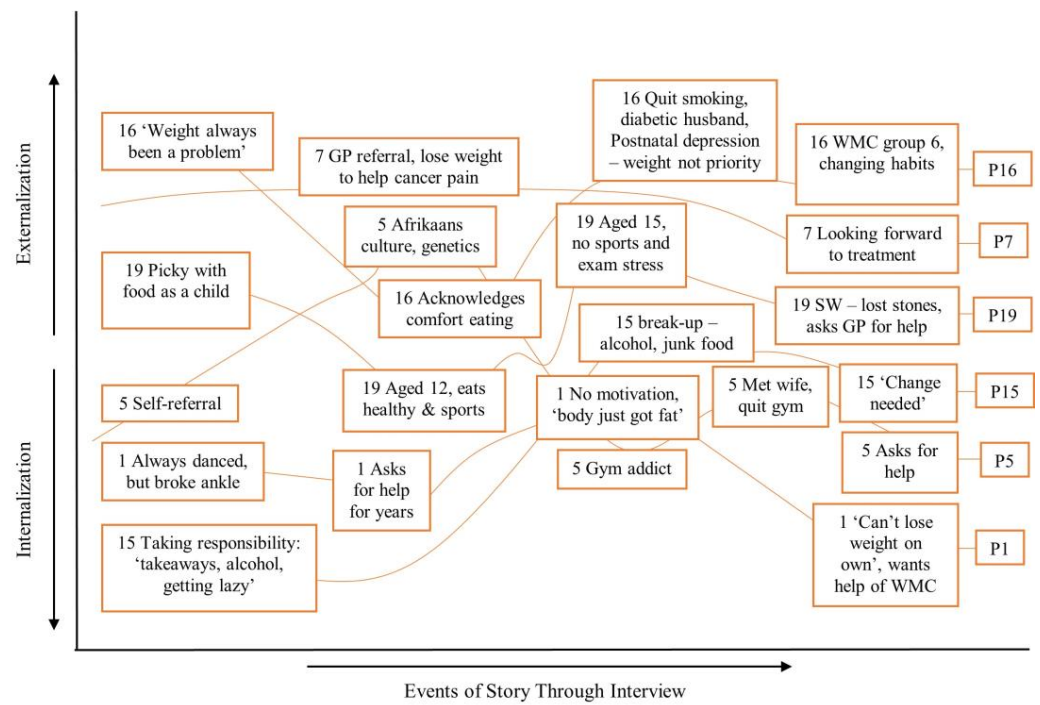 Externalization
Internalization
16 ‘Weight always
been a problem’
7 GP referral, lose weight
to help cancer pain
16 Quit smoking,
diabetic husband,
Postnatal depression
– weight not priority
16 WMC group 6,
changing habits
P16
5 Afrikaans
culture, genetics
19 Aged 15,
no sports and
exam stress
7 Looking forward
to treatment
P7
19 Picky with
food as a child
16 Acknowledges
comfort eating
19 SW – lost stones,
asks GP for help
P19
15 break-up –
alcohol, junk food
5 Self-referral
19 Aged 12, eats
healthy & sports
1 No motivation,
‘body just got fat’
5 Met wife,
quit gym
15 ‘Change
needed’
P15
1 Always danced,
but broke ankle
1 Asks
for help
for years
5 Gym addict
5 Asks for
help
P5
15 Taking responsibility:
‘takeaways, alcohol,
getting lazy’
1 ‘Can’t lose
weight on
own’, wants
help of WMC
P1
Events of Story Through Interview